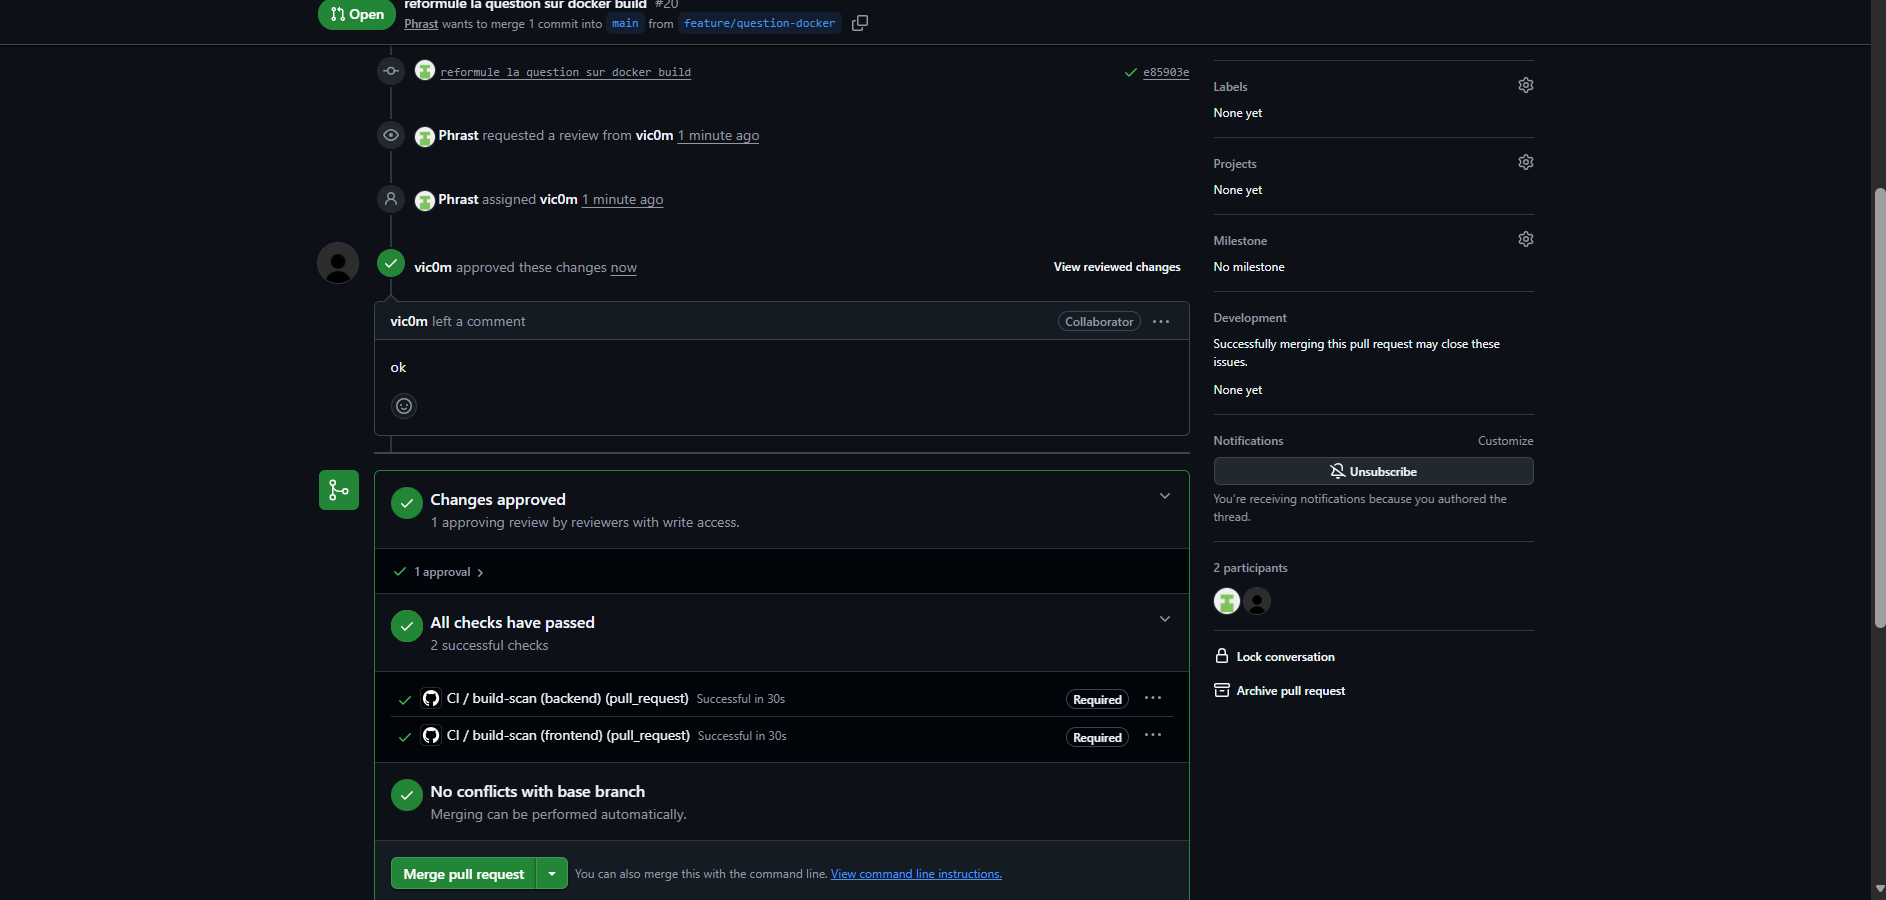 Open
reformule la question sur docker build #20
Phrast wants to merge 1 commit into main from feature/question-docker
reformule la question sur docker build
e85903e
Phrast requested a review from vic0m 1 minute ago
Phrast assigned vic0m 1 minute ago
vic0m approved these changes now
View reviewed changes
vic0m left a comment
Collaborator
ok
Changes approved
1 approving review by reviewers with write access.
1 approval
All checks have passed
2 successful checks
CI / build-scan (backend) (pull_request) Successful in 30s
Required
CI / build-scan (frontend) (pull_request) Successful in 30s
Required
No conflicts with base branch
Merging can be performed automatically.
Merge pull request
You can also merge this with the command line. View command line instructions.
Labels
None yet
Projects
None yet
Milestone
No milestone
Development
Successfully merging this pull request may close these
issues.
None yet
Notifications
Customize
Unsubscribe
You're receiving notifications because you authored the
thread.
2 participants
Lock conversation
Archive pull request